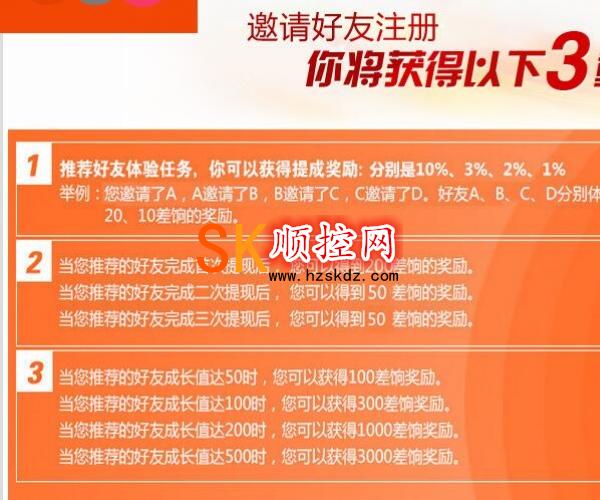 邀请好友注册
你将获得以下3
1
推荐好友体验任务，你可以获得提成奖励: 分别是10%、3%、2%、1%
举例：您邀请了A，A邀请了B，B邀请了C，C邀请了D。好友A、B、C、D分别体
20、10差饷的奖励。
SK顺控网
www.hzskdz.com
2
当您推荐的好友完成 次提现后， 您可以得到200差饷的奖励。
当您推荐的好友完成二次提现后， 您可以得到 50 差饷的奖励。
当您推荐的好友完成三次提现后， 您可以得到 50 差饷的奖励。
3
当您推荐的好友成长值达50时，您可以获得100差饷奖励。
当您推荐的好友成长值达100时，您可以获得300差饷的奖励。
当您推荐的好友成长值达200时，您可以获得1000差饷的奖励。
当您推荐的好友成长值达500时，您可以获得3000差饷的奖励。